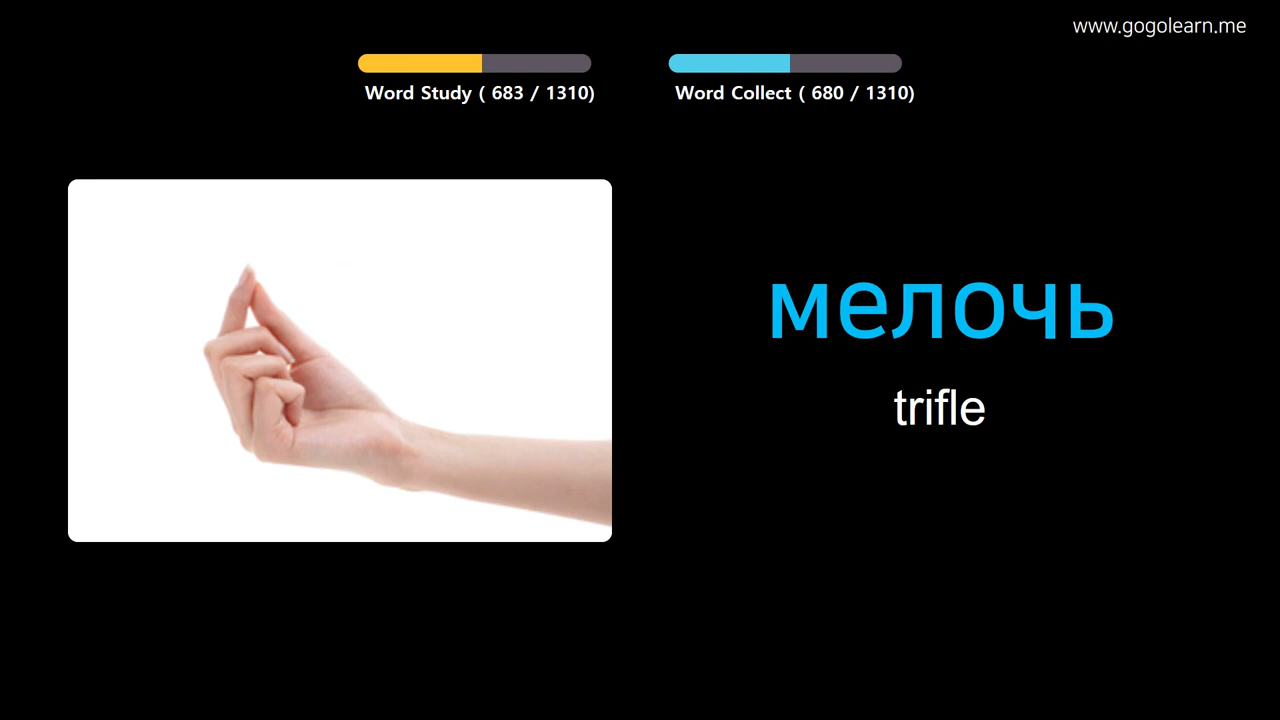 www.gogolearn.me
Word Study ( 683 / 1310)
Word Collect ( 680 / 1310)
мелочь
trifle